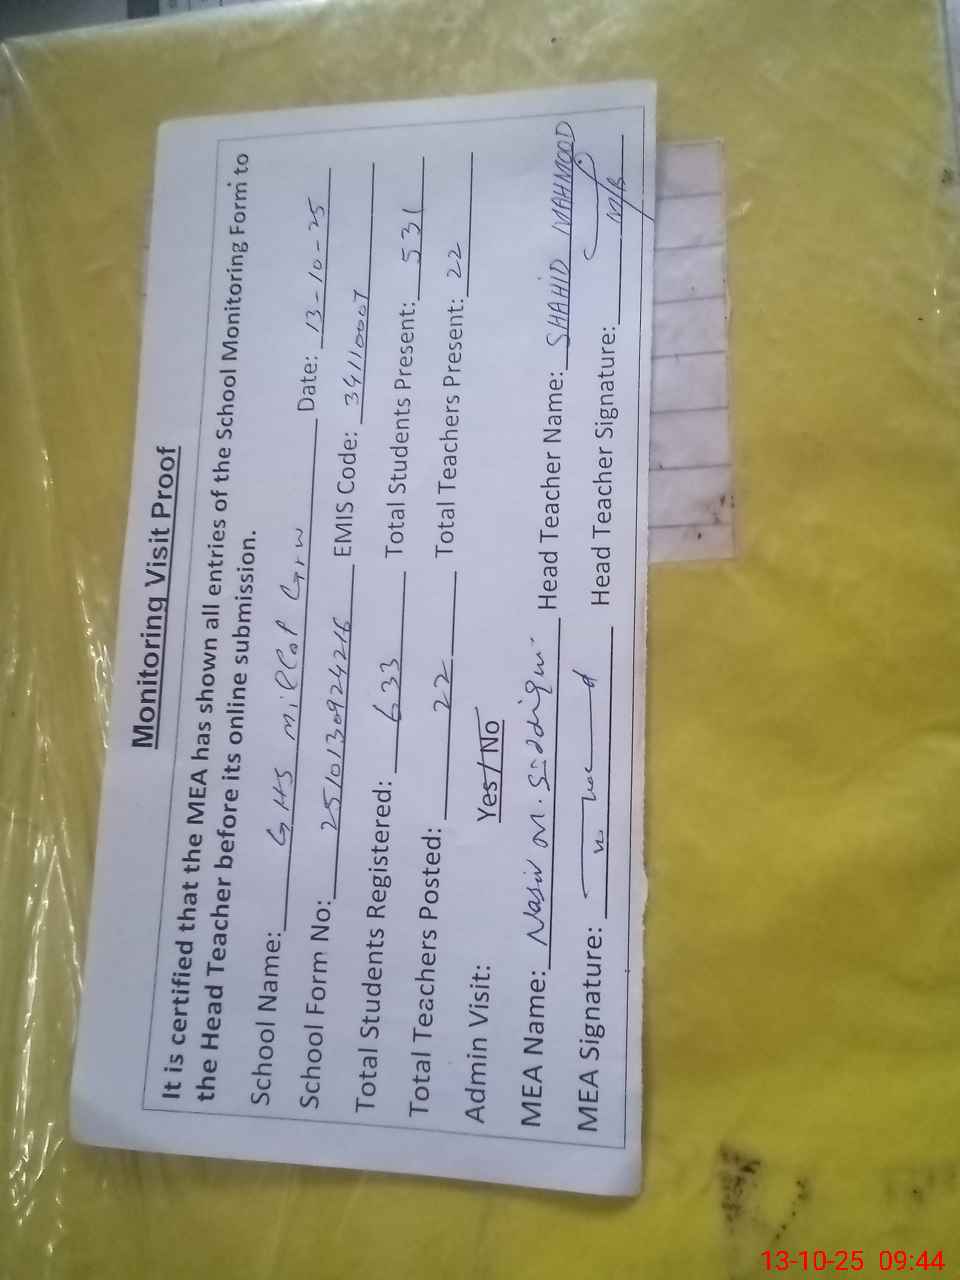 Monitoring Visit Proof
It is certified that the MEA has shown all entries of the School Monitoring Form to
the Head Teacher before its online submission.
School Name: GHS Millat Grw Date: 13-10-25
School Form No: 2510130924216 EMIS Code: 34110007
Total Students Registered: 633 Total Students Present: 531
Total Teachers Posted: 22 Total Teachers Present: 22
Admin Visit: Yes/No
MEA Name: Nasir M. Siddiqui Head Teacher Name: SHAHID MAHMOOD
MEA Signature: Head Teacher Signature:
13-10-25 09:44